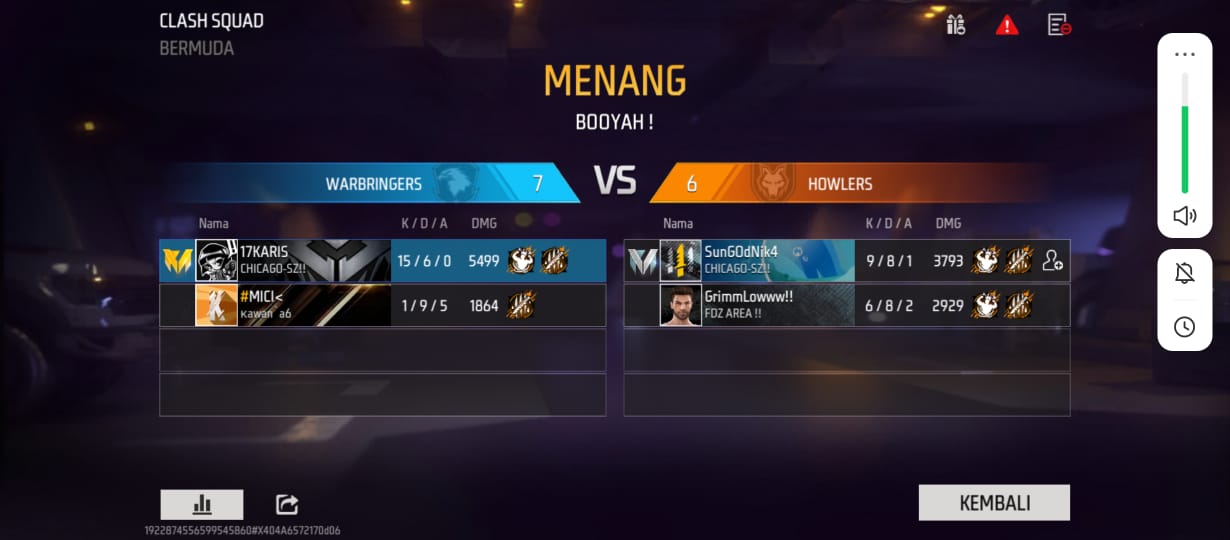 CLASH SQUAD
BERMUDA
MENANG
BOOYAH !
WARBRINGERS 7 VS 6 HOWLERS
Nama K / D / A DMG Nama K / D / A DMG
17KARIS 15 / 6 / 0 5499 SunGOdNik4 9 / 8 / 1 3793
CHICAGO-SZ!! CHICAGO-SZ!!
#MICI< 1 / 9 / 5 1864 GrimmLowww!! 6 / 8 / 2 2929
Kawan a6 FDZ AREA !!
KEMBALI
1922874556599545860#X404A6572170d06